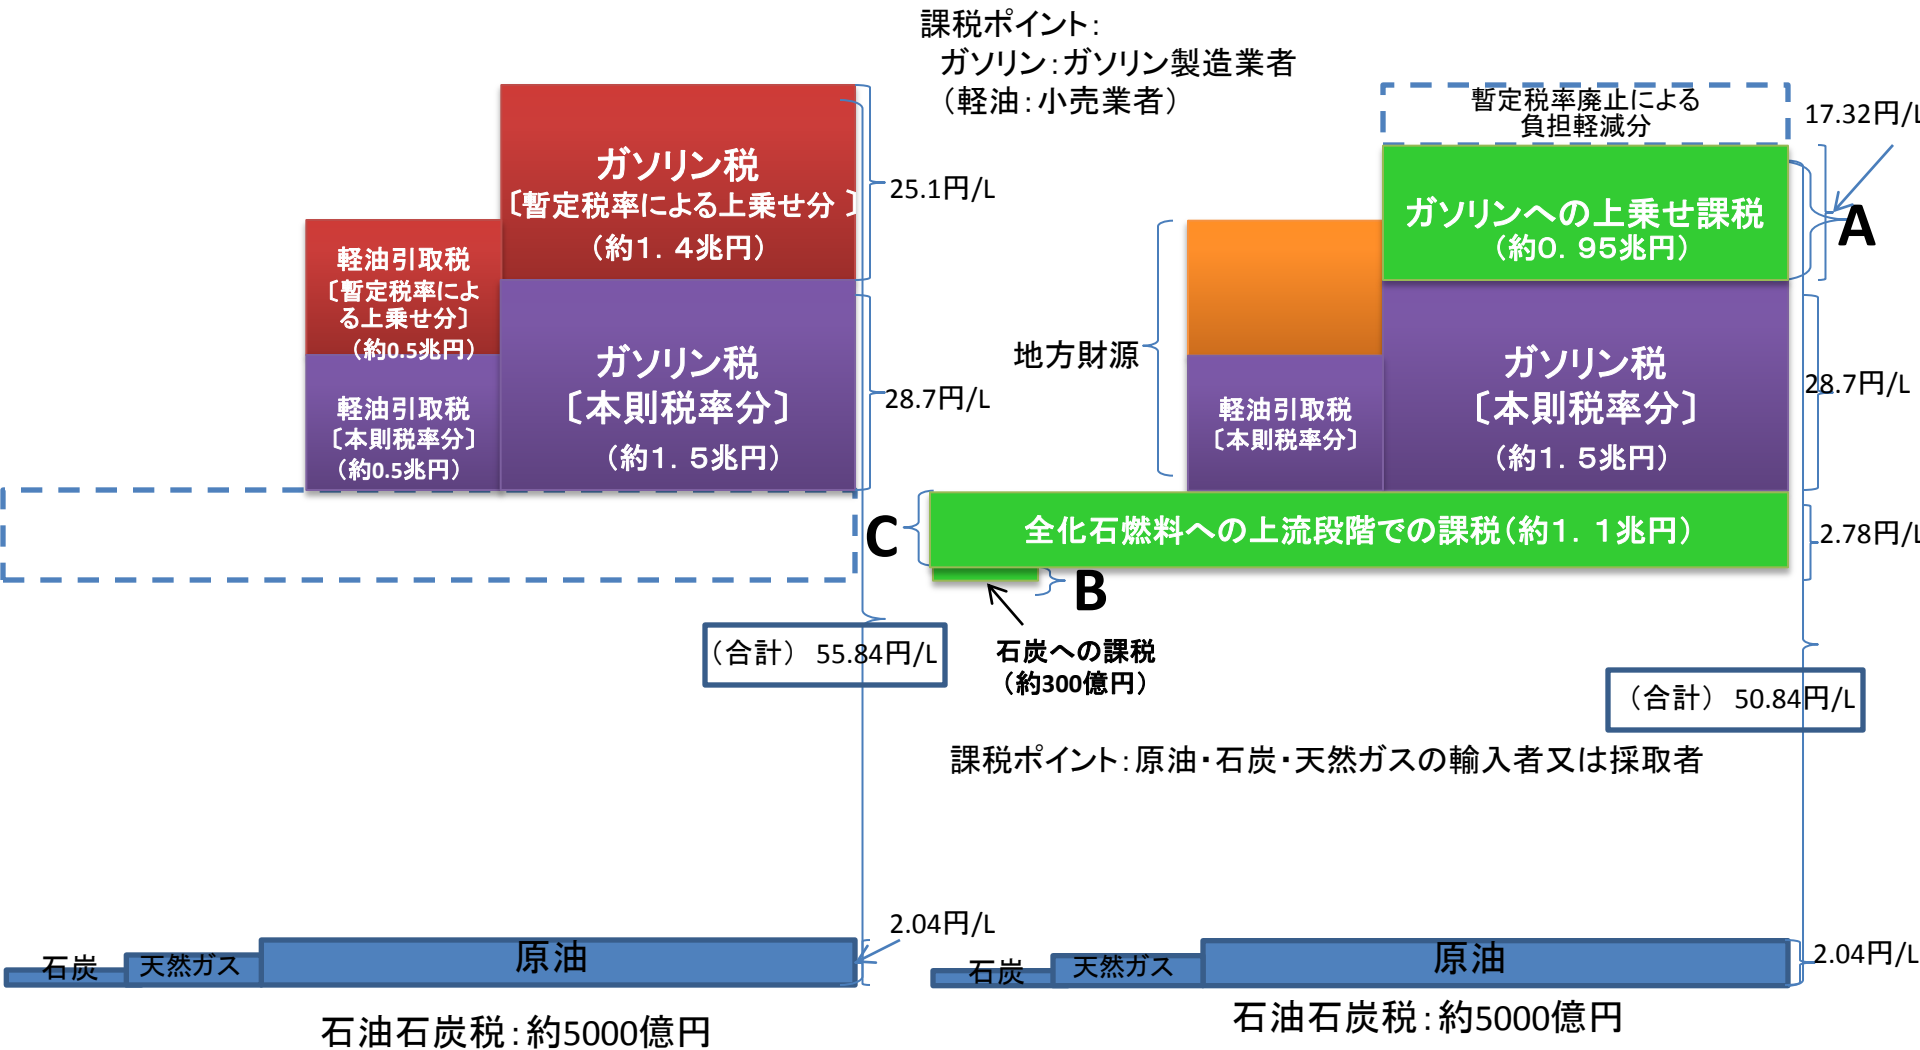 課税ポイント：
ガソリン：ガソリン製造業者
（軽油：小売業者）
ガソリン税
〔暫定税率による上乗せ分 〕
（約１．４兆円）
25.1円/L
軽油引取税
〔暫定税率によ
る上乗せ分〕
（約0.5兆円）
ガソリン税
〔本則税率分〕
（約１．５兆円）
28.7円/L
軽油引取税
〔本則税率分〕
（約0.5兆円）
（合計） 55.84円/L
2.04円/L
石炭
天然ガス
原油
石油石炭税：約5000億円
暫定税率廃止による
負担軽減分
17.32円/L
ガソリンへの上乗せ課税
（約０．９５兆円）
A
地方財源
軽油引取税
〔本則税率分〕
ガソリン税
〔本則税率分〕
（約１．５兆円）
28.7円/L
C
全化石燃料への上流段階での課税（約１．１兆円）
2.78円/L
B
石炭への課税
（約300億円）
（合計） 50.84円/L
課税ポイント：原油・石炭・天然ガスの輸入者又は採取者
石炭
天然ガス
原油
2.04円/L
石油石炭税：約5000億円